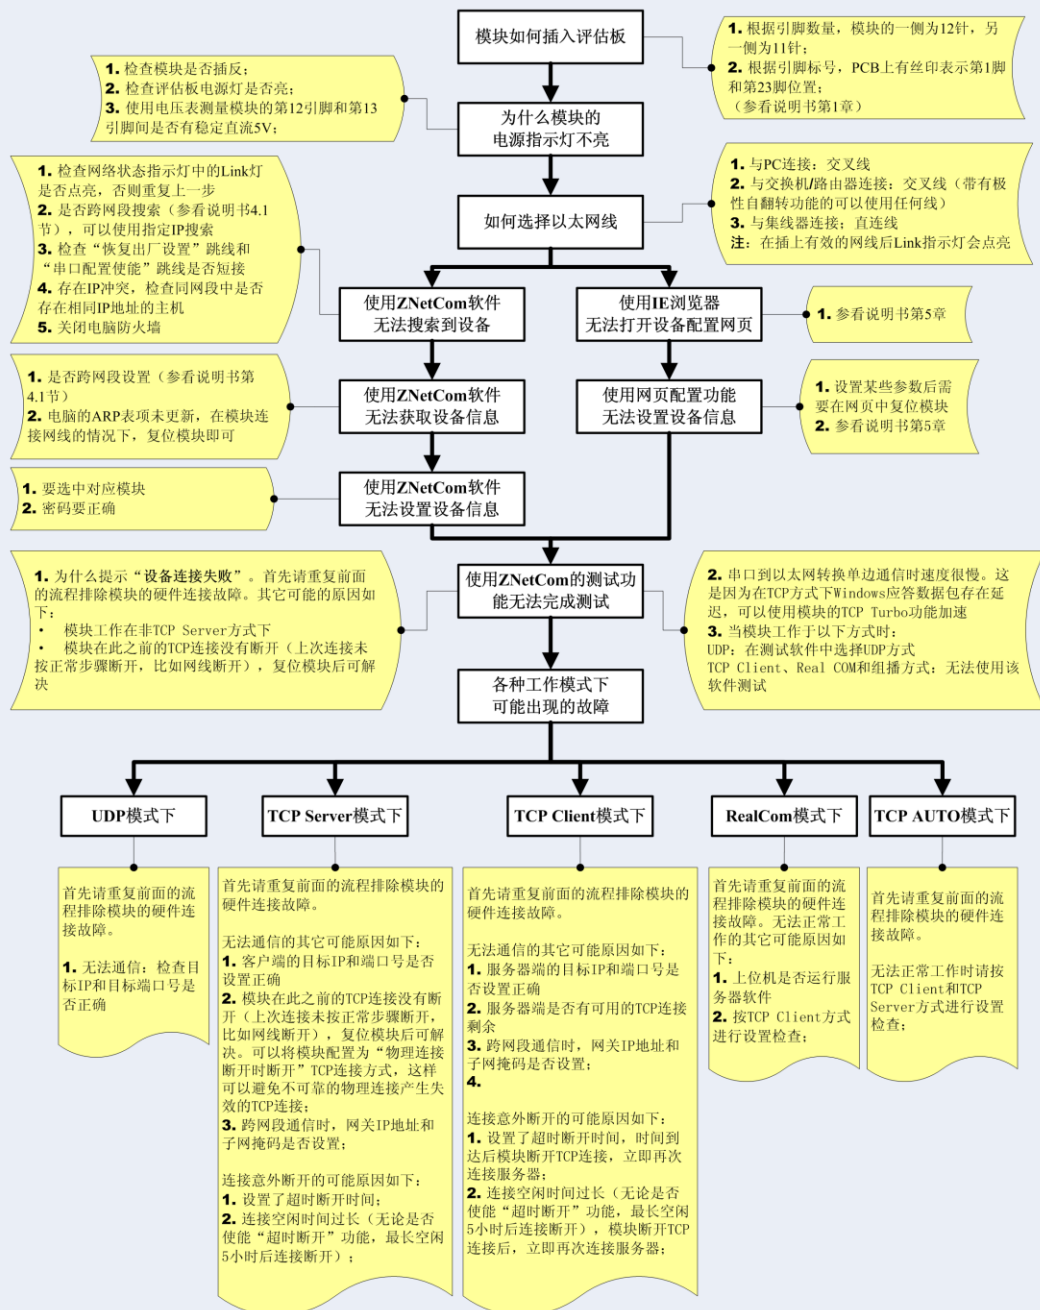 模块如何插入评估板
1. 根据引脚数量，模块的一侧为12针，另
一侧为11针；
2. 根据引脚标号，PCB上有丝印表示第1脚
和第23脚位置；
（参看说明书第1章）
1. 检查模块是否插反；
2. 检查评估板电源灯是否亮；
3. 使用电压表测量模块的第12引脚和第13
引脚间是否有稳定直流5V；
为什么模块的
电源指示灯不亮
1. 检查网络状态指示灯中的Link灯
是否点亮，否则重复上一步
2. 是否跨网段搜索（参看说明书4.1
节），可以使用指定IP搜索
3. 检查“恢复出厂设置”跳线和
“串口配置使能”跳线是否短接
4. 存在IP冲突，检查同网段中是否
存在相同IP地址的主机
5. 关闭电脑防火墙
如何选择以太网线
1. 与PC连接：交叉线
2. 与交换机/路由器连接：交叉线（带有极
性自翻转功能的可以使用任何线）
3. 与集线器连接；直连线
注：在插上有效的网线后Link指示灯会点亮
使用ZNetCom软件
无法搜索到设备
使用IE浏览器
无法打开设备配置网页
1. 参看说明书第5章
1. 是否跨网段设置（参看说明书第
4.1节）
2. 电脑的ARP表项未更新，在模块连
接网线的情况下，复位模块即可
使用ZNetCom软件
无法获取设备信息
使用网页配置功能
无法设置设备信息
1. 设置某些参数后需
要在网页中复位模块
2. 参看说明书第5章
1. 要选中对应模块
2. 密码要正确
使用ZNetCom软件
无法设置设备信息
1. 为什么提示“设备连接失败”。首先请重复前面
的流程排除模块的硬件连接故障。其它可能的原因如
下：
• 模块工作在非TCP Server方式下
• 模块在此之前的TCP连接没有断开（上次连接未
按正常步骤断开，比如网线断开），复位模块后可解
决
使用ZNetCom的测试功
能无法完成测试
2. 串口到以太网转换单边通信时速度很慢。这
是因为在TCP方式下Windows应答数据包存在延
迟，可以使用模块的TCP Turbo功能加速
3. 当模块工作于以下方式时：
UDP：在测试软件中选择UDP方式
TCP Client、Real COM和组播方式：无法使用该
软件测试
各种工作模式下
可能出现的故障
UDP模式下
TCP Server模式下
TCP Client模式下
RealCom模式下
TCP AUTO模式下
首先请重复前面的流
程排除模块的硬件连
接故障。
1. 无法通信：检查目
标IP和目标端口号是
否正确
首先请重复前面的流程排除模块的
硬件连接故障。
无法通信的其它可能原因如下：
1. 客户端的目标IP和端口号是否
设置正确
2. 模块在此之前的TCP连接没有断
开（上次连接未按正常步骤断开，
比如网线断开），复位模块后可解
决。可以将模块配置为“物理连接
断开时断开”TCP连接方式，这样
可以避免不可靠的物理连接产生失
效的TCP连接；
3. 跨网段通信时，网关IP地址和
子网掩码是否设置；
连接意外断开的可能原因如下：
1. 设置了超时断开时间；
2. 连接空闲时间过长（无论是否
使能“超时断开”功能，最长空闲
5小时后连接断开）；
首先请重复前面的流程排除模块的
硬件连接故障。
无法通信的其它可能原因如下：
1. 服务器端的目标IP和端口号是
否设置正确
2. 服务器端是否有可用的TCP连接
剩余
3. 跨网段通信时，网关IP地址和
子网掩码是否设置；
4.
连接意外断开的可能原因如下：
1. 设置了超时断开时间，时间到
达后模块断开TCP连接，立即再次
连接服务器；
2. 连接空闲时间过长（无论是否
使能“超时断开”功能，最长空闲
5小时后连接断开），模块断开TCP
连接后，立即再次连接服务器；
首先请重复前面的流
程排除模块的硬件连
接故障。无法正常工
作的其它可能原因如
下：
1. 上位机是否运行服
务器软件
2. 按TCP Client方式
进行设置检查；
首先请重复前面的流
程排除模块的硬件连
接故障。
无法正常工作时请按
TCP Client和TCP
Server方式进行设置
检查；